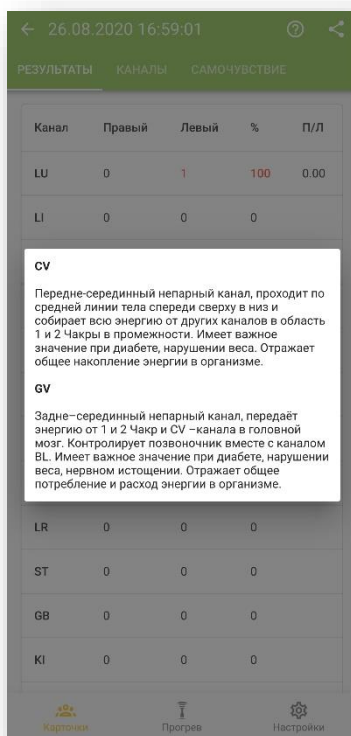 26.08.2020 16:59:01
РЕЗУЛЬТАТЫ КАНАЛЫ САМОЧУВСТВИЕ
Канал Правый Левый % П/Л
LU 0 1 100 0.00
LI 0 0 0
CV
Передне-серединный непарный канал, проходит по
средней линии тела спереди сверху в низ и
собирает всю энергию от других каналов в область
1 и 2 Чакры в промежности. Имеет важное
значение при диабете, нарушении веса. Отражает
общее накопление энергии в организме.
GV
Задне–серединный непарный канал, передаёт
энергию от 1 и 2 Чакр и CV –канала в головной
мозг. Контролирует позвоночник вместе с каналом
BL. Имеет важное значение при диабете, нарушении
веса, нервном истощении. Отражает общее
потребление и расход энергии в организме.
LR 0 0 0
ST 0 0 0
GB 0 0 0
KI 0 0 0
Карточки Прогрев Настройки